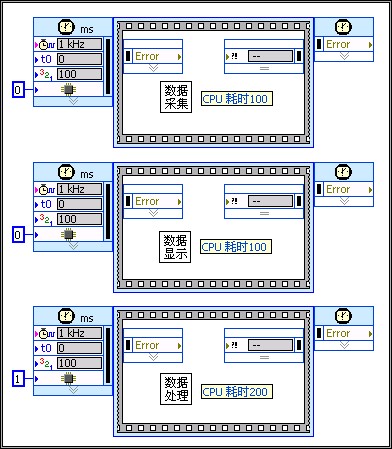 ms
1 kHz
t0 0
321 100
0
Error
?! --
Error
数据
采集
CPU 耗时100
ms
1 kHz
t0 0
321 100
0
Error
?! --
Error
数据
显示
CPU 耗时100
ms
1 kHz
t0 0
321 100
1
Error
?! --
Error
数据
处理
CPU 耗时200